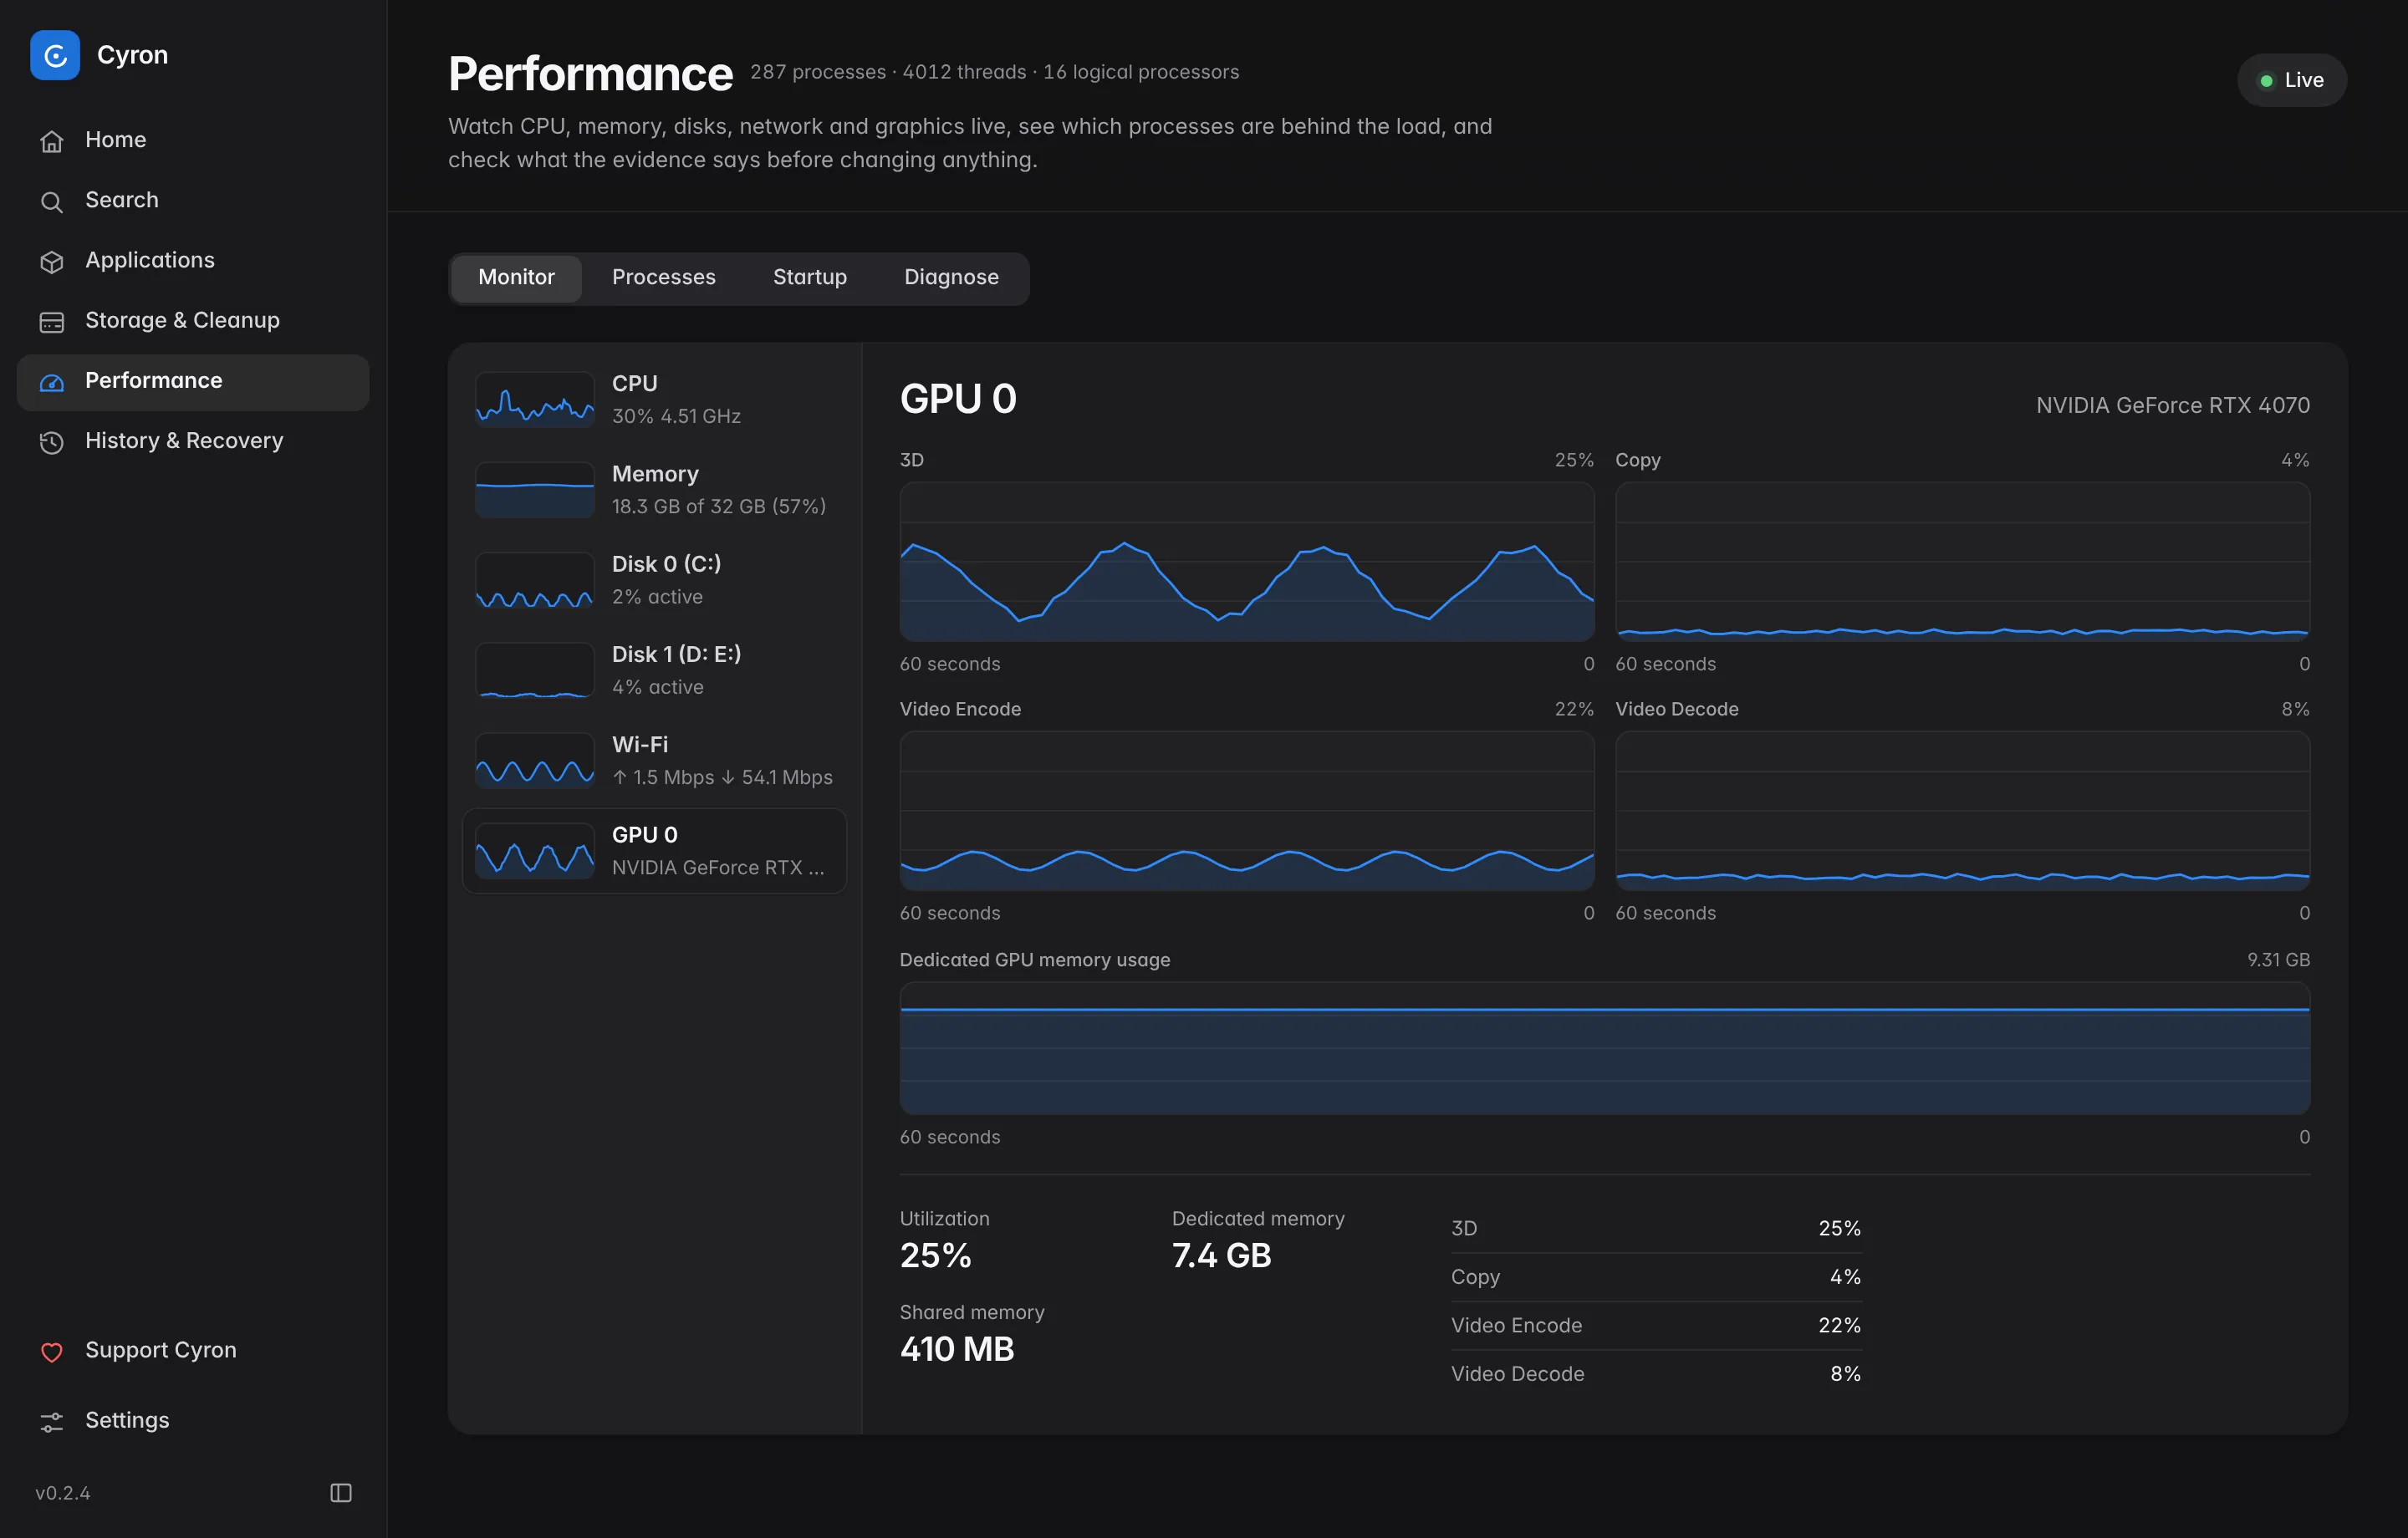 Cyron
Home
Search
Applications
Storage & Cleanup
Performance
History & Recovery
Support Cyron
Settings
v0.2.4
Performance 287 processes · 4012 threads · 16 logical processors
Watch CPU, memory, disks, network and graphics live, see which processes are behind the load, and
check what the evidence says before changing anything.
Live
Monitor Processes Startup Diagnose
CPU
30% 4.51 GHz
Memory
18.3 GB of 32 GB (57%)
Disk 0 (C:)
2% active
Disk 1 (D: E:)
4% active
Wi-Fi
↑ 1.5 Mbps ↓ 54.1 Mbps
GPU 0
NVIDIA GeForce RTX ...
GPU 0 NVIDIA GeForce RTX 4070
3D 25% Copy 4%
60 seconds 0 60 seconds 0
Video Encode 22% Video Decode 8%
60 seconds 0 60 seconds 0
Dedicated GPU memory usage 9.31 GB
60 seconds 0
Utilization
25%
Dedicated memory
7.4 GB
Shared memory
410 MB
3D 25%
Copy 4%
Video Encode 22%
Video Decode 8%